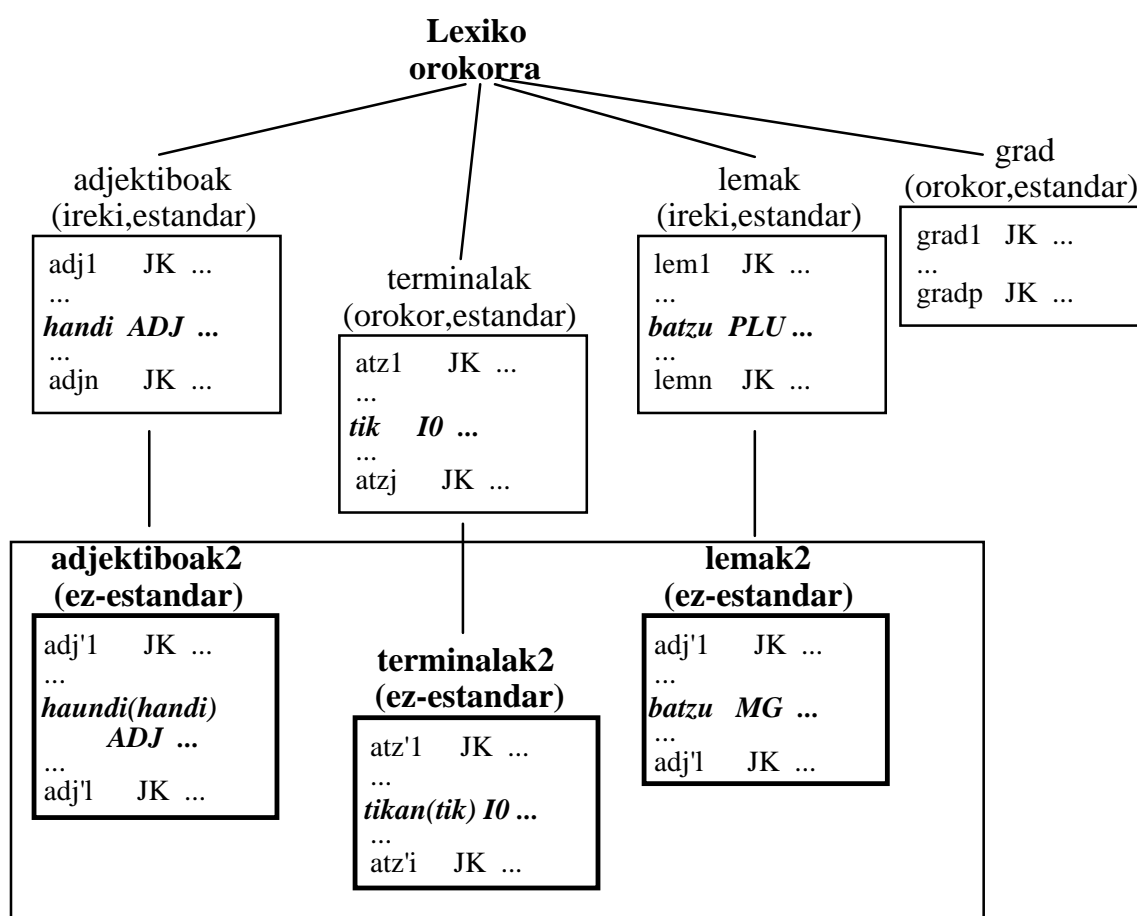 Lexiko
orokorra
adjektiboak
(ireki,estandar)
adj1 JK ...
...
handi ADJ ...
...
adjn JK ...
terminalak
(orokor,estandar)
atz1 JK ...
...
tik I0 ...
...
atzj JK ...
lemak
(ireki,estandar)
lem1 JK ...
...
batzu PLU ...
...
lemn JK ...
grad
(orokor,estandar)
grad1 JK ...
...
gradp JK ...
adjektiboak2
(ez-estandar)
adj'1 JK ...
...
haundi(handi)
ADJ ...
...
adj'l JK ...
terminalak2
(ez-estandar)
atz'1 JK ...
...
tikan(tik) I0 ...
...
atz'i JK ...
lemak2
(ez-estandar)
adj'1 JK ...
...
batzu MG ...
...
adj'l JK ...